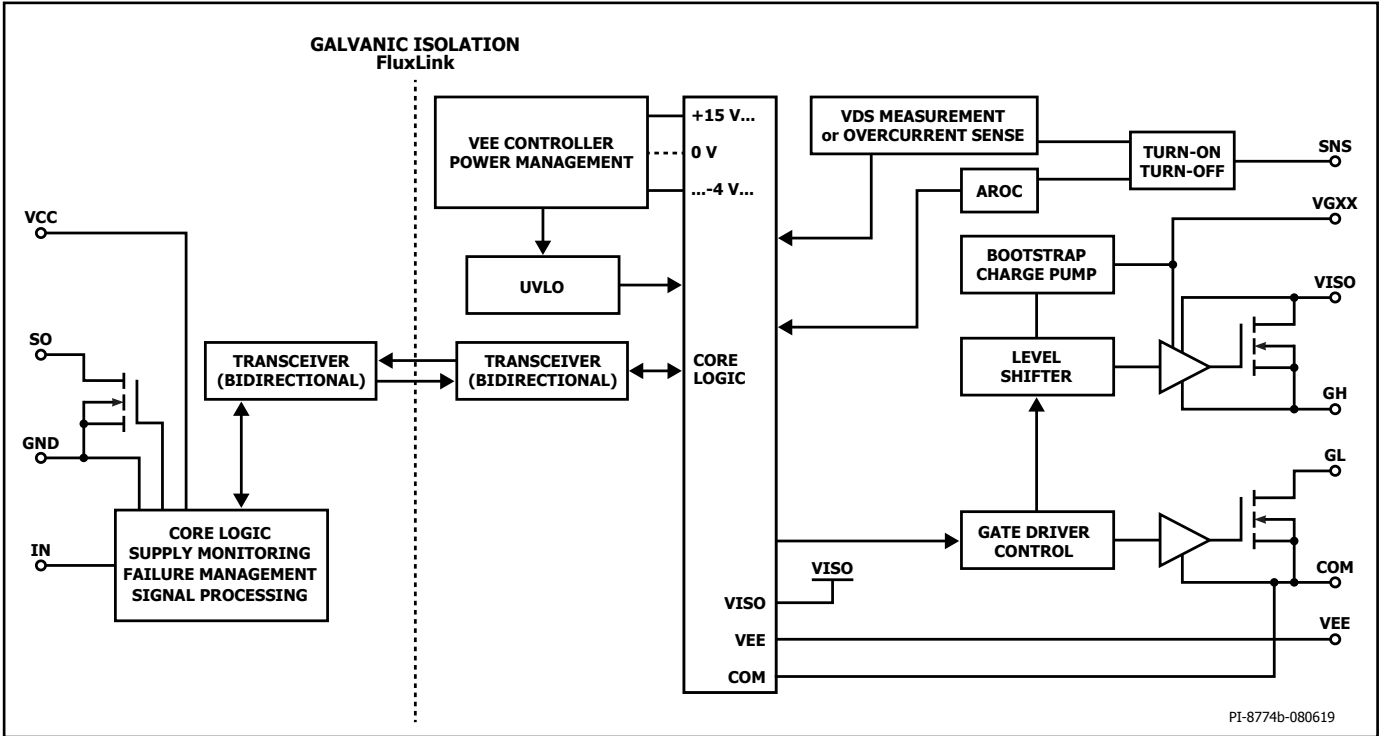 GALVANIC ISOLATION
FluxLink
VCC
SO
GND
IN
CORE LOGIC
SUPPLY MONITORING
FAILURE MANAGEMENT
SIGNAL PROCESSING
TRANSCEIVER
(BIDIRECTIONAL)
TRANSCEIVER
(BIDIRECTIONAL)
VEE CONTROLLER
POWER MANAGEMENT
UVLO
+15 V...
0 V
...-4 V...
CORE
LOGIC
VISO
VEE
COM
VISO
VDS MEASUREMENT
or OVERCURRENT SENSE
AROC
TURN-ON
TURN-OFF
BOOTSTRAP
CHARGE PUMP
LEVEL
SHIFTER
GATE DRIVER
CONTROL
SNS
VGXX
VISO
GH
GL
COM
VEE
PI-8774b-080619